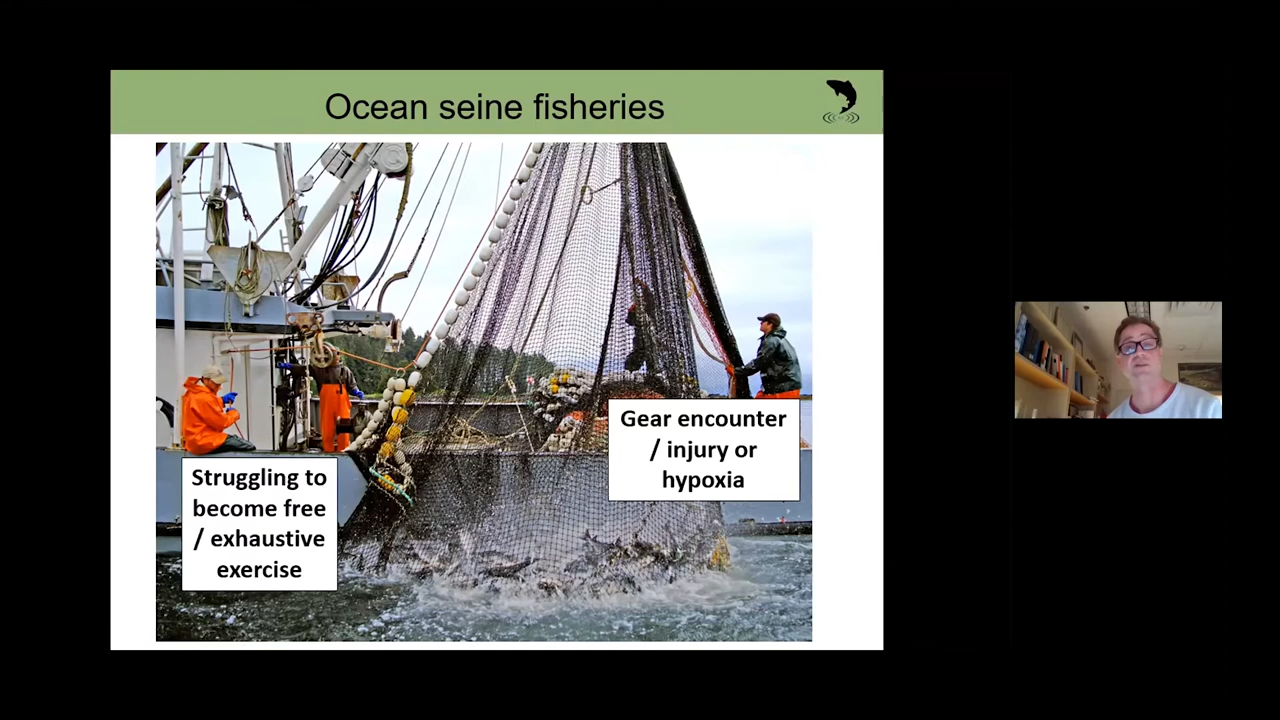 Ocean seine fisheries
Gear encounter
/ injury or
hypoxia
Struggling to
become free
/ exhaustive
exercise